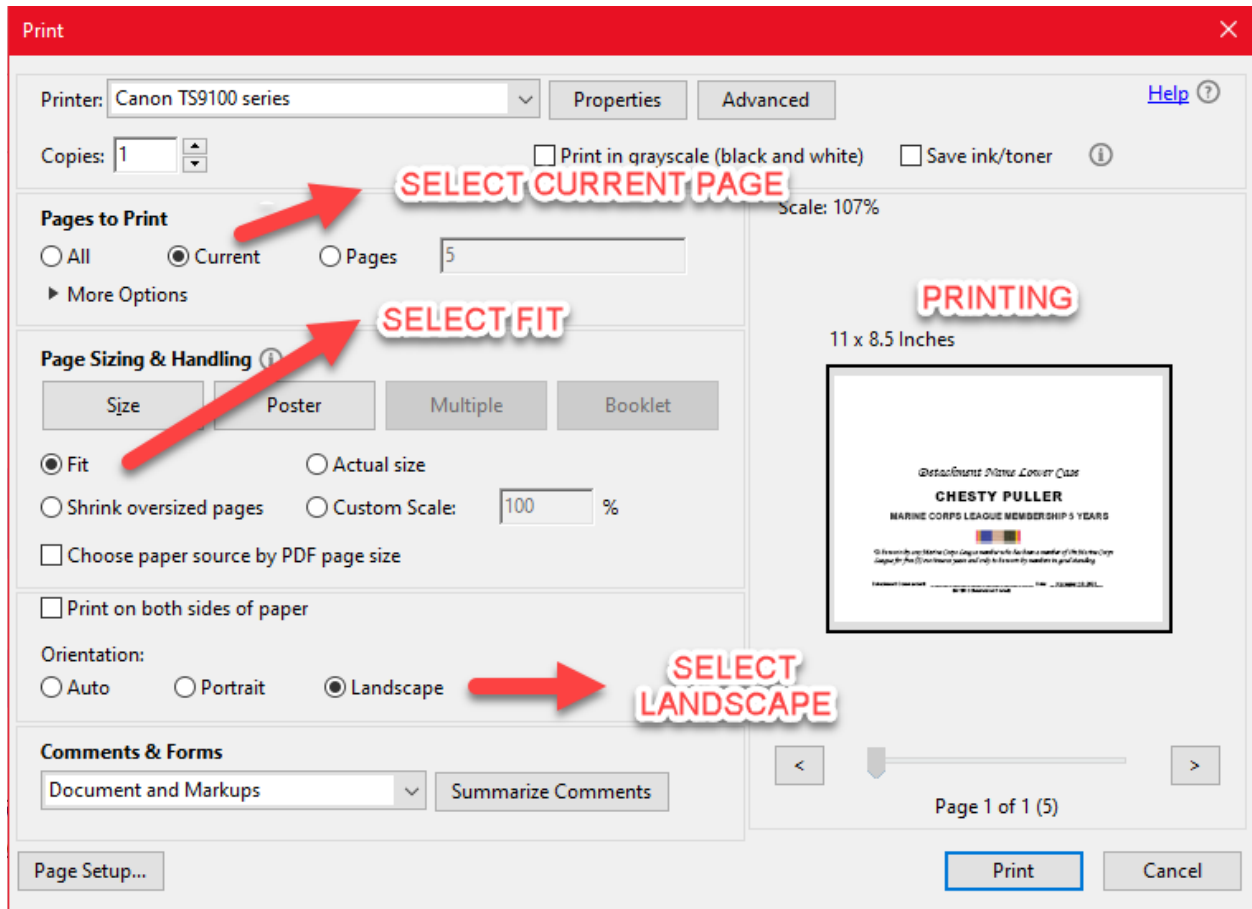 Print
Printer: Canon TS9100 series Properties Advanced Help
Copies: 1 Print in grayscale (black and white) Save ink/toner
SELECT CURRENT PAGE
Pages to Print
All Current Pages 5
More Options
SELECT FIT
Page Sizing & Handling
Size Poster Multiple Booklet
Fit Actual size
Shrink oversized pages Custom Scale: 100 %
Choose paper source by PDF page size
Print on both sides of paper
Orientation:
Auto Portrait Landscape
SELECT
LANDSCAPE
Comments & Forms
Document and Markups Summarize Comments
Page Setup...
Scale: 107%
PRINTING
11 x 8.5 Inches
Detachment Name Lower Case
CHESTY PULLER
MARINE CORPS LEAGUE MEMBERSHIP 5 YEARS
< >
Page 1 of 1 (5)
Print Cancel